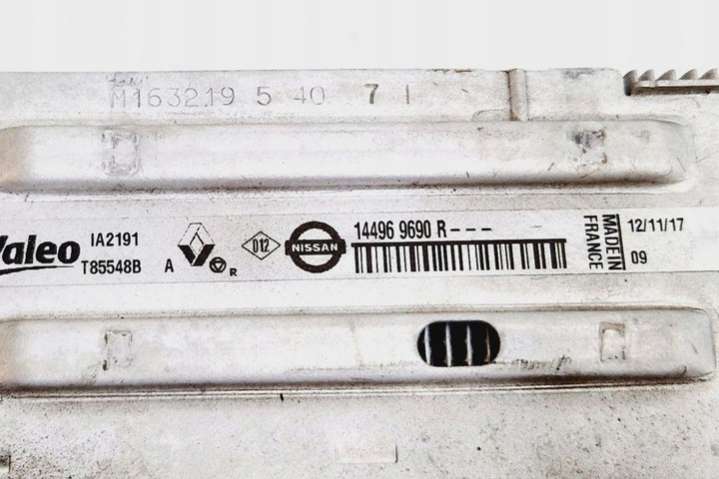 M163219 5 40 7 1
Valeo IA2191
T85548B A R
012
NISSAN
14496 9690 R---
MADE IN
FRANCE
12/11/17
09